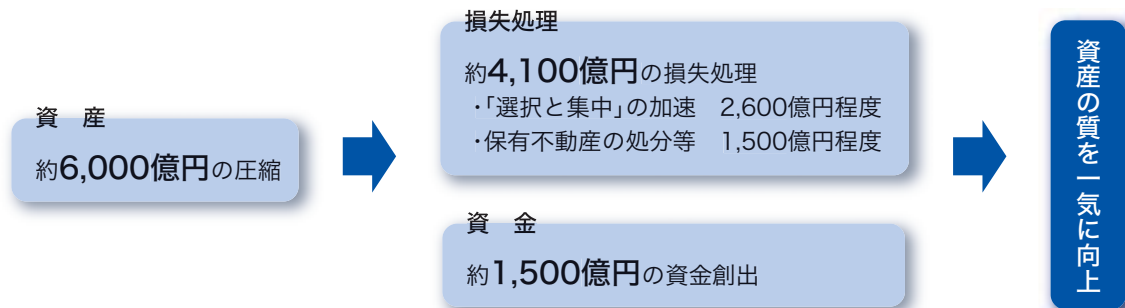 資　産
約6,000億円の圧縮
損失処理
約4,100億円の損失処理
・「選択と集中」の加速　2,600億円程度
・保有不動産の処分等　1,500億円程度
資　金
約1,500億円の資金創出
資産の質を一気に向上